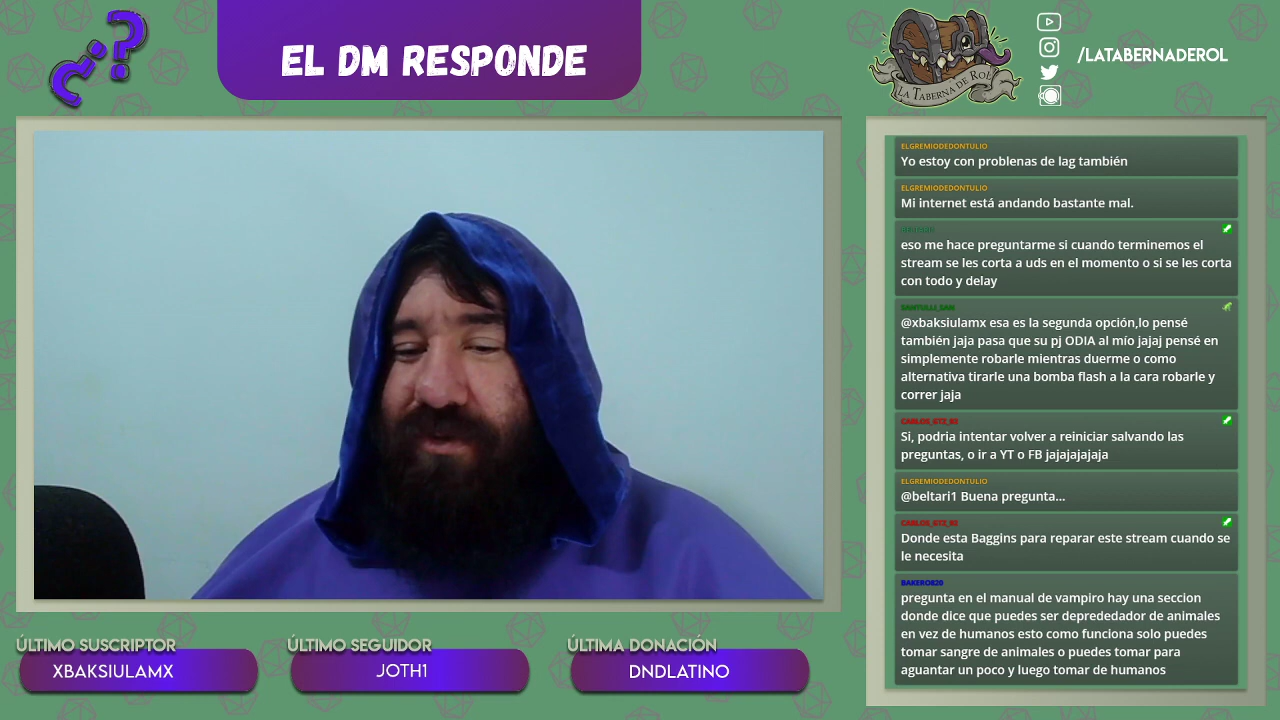 ¿?
EL DM RESPONDE
LA TABERNA DE ROL
/LATABERNADEROL
ELGREMIODEDONTULIO
Yo estoy con problenas de lag también
ELGREMIODEDONTULIO
Mi internet está andando bastante mal.
eso me hace preguntarme si cuando terminemos el
stream se les corta a uds en el momento o si se les corta
con todo y delay
SANTULLI_SAN
@xbaksiulamx esa es la segunda opción,lo pensé
también jaja pasa que su pj ODIA al mío jajaj pensé en
simplemente robarle mientras duerme o como
alternativa tirarle una bomba flash a la cara robarle y
correr jaja
Si, podria intentar volver a reiniciar salvando las
preguntas, o ir a YT o FB jajajajajaja
ELGREMIODEDONTULIO
@beltari1 Buena pregunta...
Donde esta Baggins para reparar este stream cuando se
le necesita
BAKERO820
pregunta en el manual de vampiro hay una seccion
donde dice que puedes ser deprededador de animales
en vez de humanos esto como funciona solo puedes
tomar sangre de animales o puedes tomar para
aguantar un poco y luego tomar de humanos
ÚLTIMO SUSCRIPTOR
XBAKSIULAMX
ÚLTIMO SEGUIDOR
JOTH1
ÚLTIMA DONACIÓN
DNDLATINO